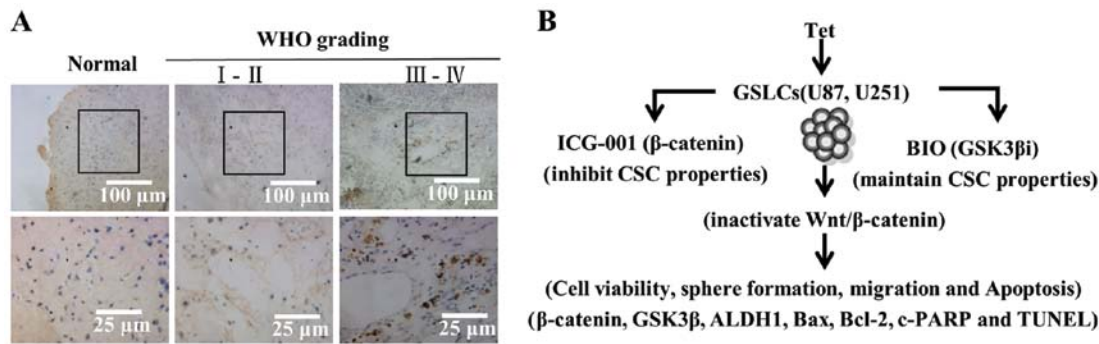 A
WHO grading
Normal
I - II
III - IV
100 μm
100 μm
100 μm
25 μm
25 μm
25 μm
B
Tet
GSLCs(U87, U251)
ICG-001 (β-catenin)
(inhibit CSC properties)
BIO (GSK3βi)
(maintain CSC properties)
(inactivate Wnt/β-catenin)
(Cell viability, sphere formation, migration and Apoptosis)
(β-catenin, GSK3β, ALDH1, Bax, Bcl-2, c-PARP and TUNEL)